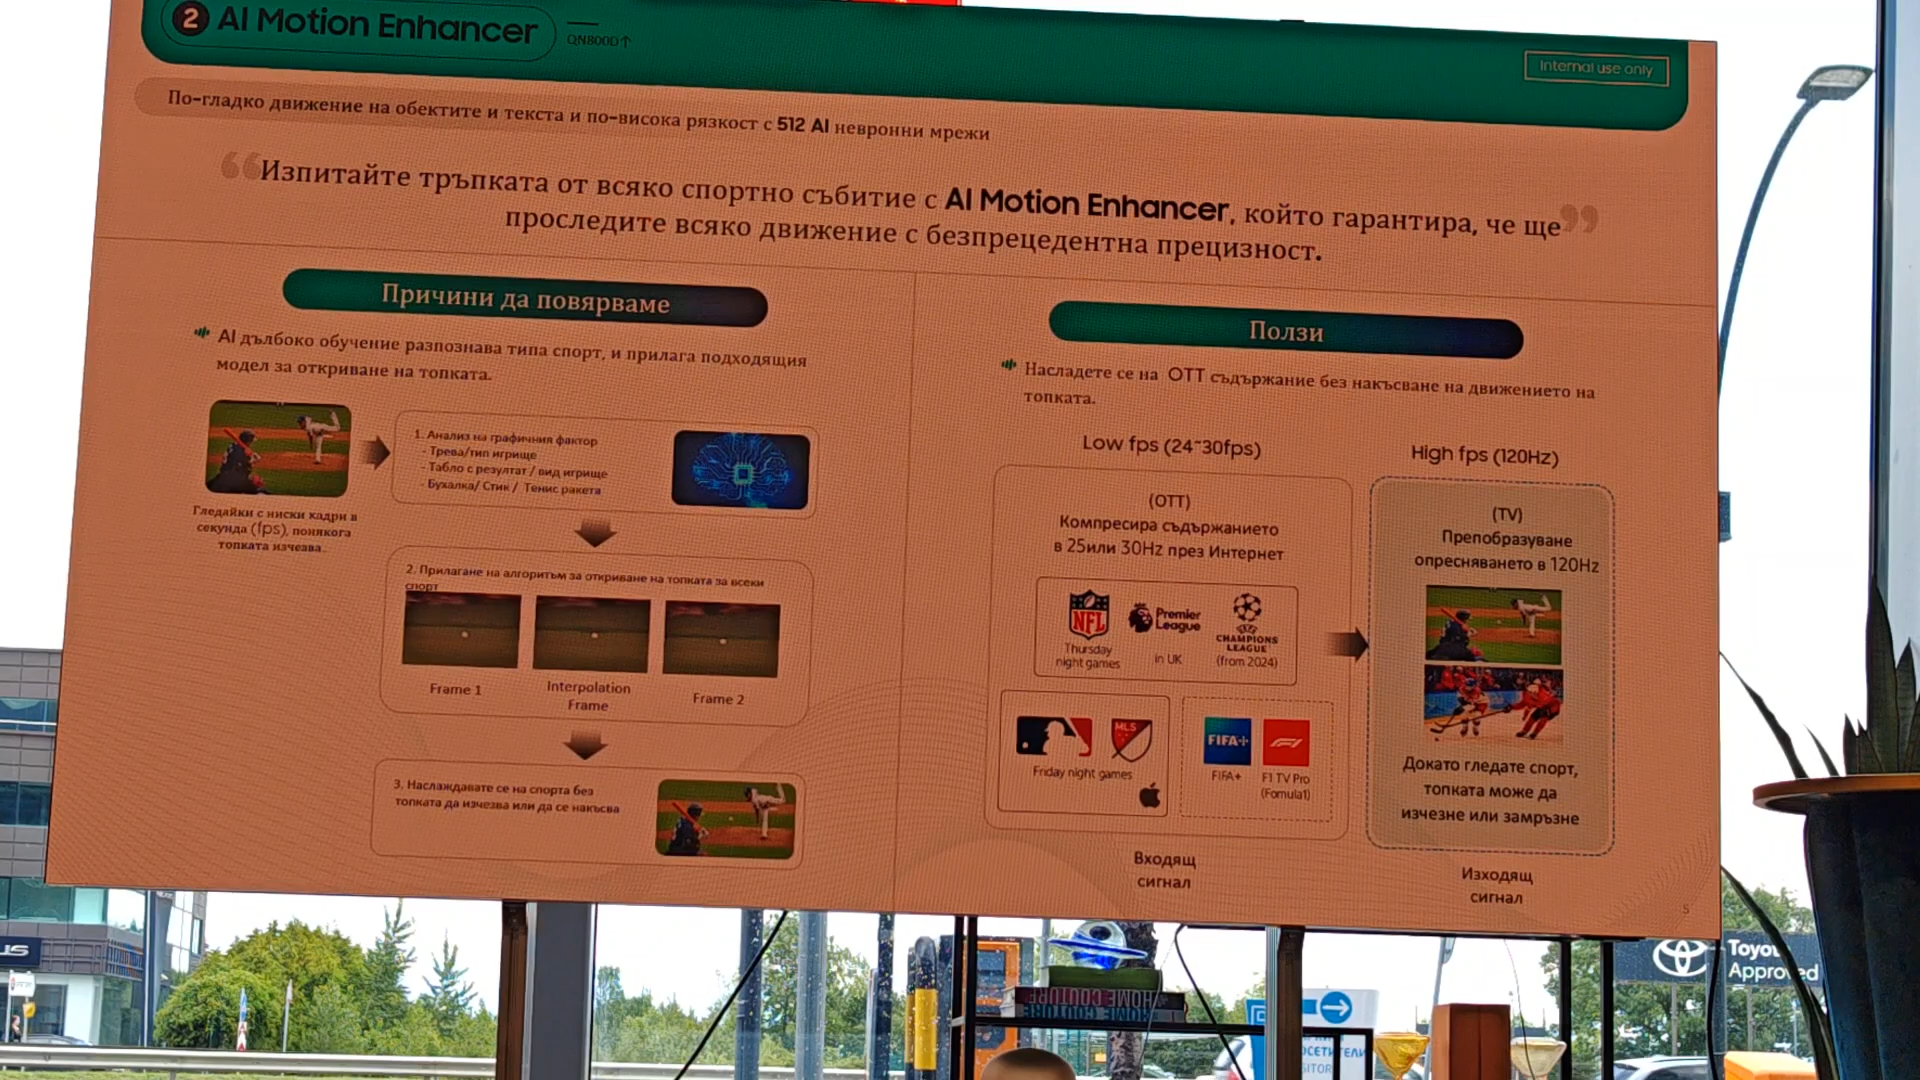 2 AI Motion Enhancer
QN800D↑
Internal use only
По-гладко движение на обектите и текста и по-висока рязкост с 512 AI невронни мрежи
“Изпитайте тръпката от всяко спортно събитие с AI Motion Enhancer, който гарантира, че ще”
проследите всяко движение с безпрецедентна прецизност.
Причини да повярваме
AI дълбоко обучение разпознава типа спорт, и прилага подходящия
модел за откриване на топката.
Гледайки с ниски кадри в
секунда (fps), понякога
топката изчезва
1. Анализ на графичния фактор
- Трева/тип игрище
- Табло с резултат / вид игрище
- Бухалка/ Стик / Тенис ракета
2. Прилагане на алгоритъм за откриване на топката за всеки
спорт
Frame 1
Interpolation
Frame
Frame 2
3. Наслаждавате се на спорта без
топката да изчезва или да се накъсва
Ползи
Насладете се на OTT съдържание без накъсване на движението на
топката.
Low fps (24~30fps)
(OTT)
Компресира съдържанието
в 25или 30Hz през Интернет
NFL
Thursday
night games
Premier
League
in UK
CHAMPIONS
LEAGUE
(from 2024)
MLS
Friday night games
FIFA+
FIFA+
F1 TV Pro
(Fomula1)
Входящ
сигнал
High fps (120Hz)
(TV)
Препобразуване
опресняването в 120Hz
Докато гледате спорт,
топката може да
изчезне или замръзне
Изходящ
сигнал
5
HOME COUTURE
Toyo
Approved
ОСЕТИТЕЛИ